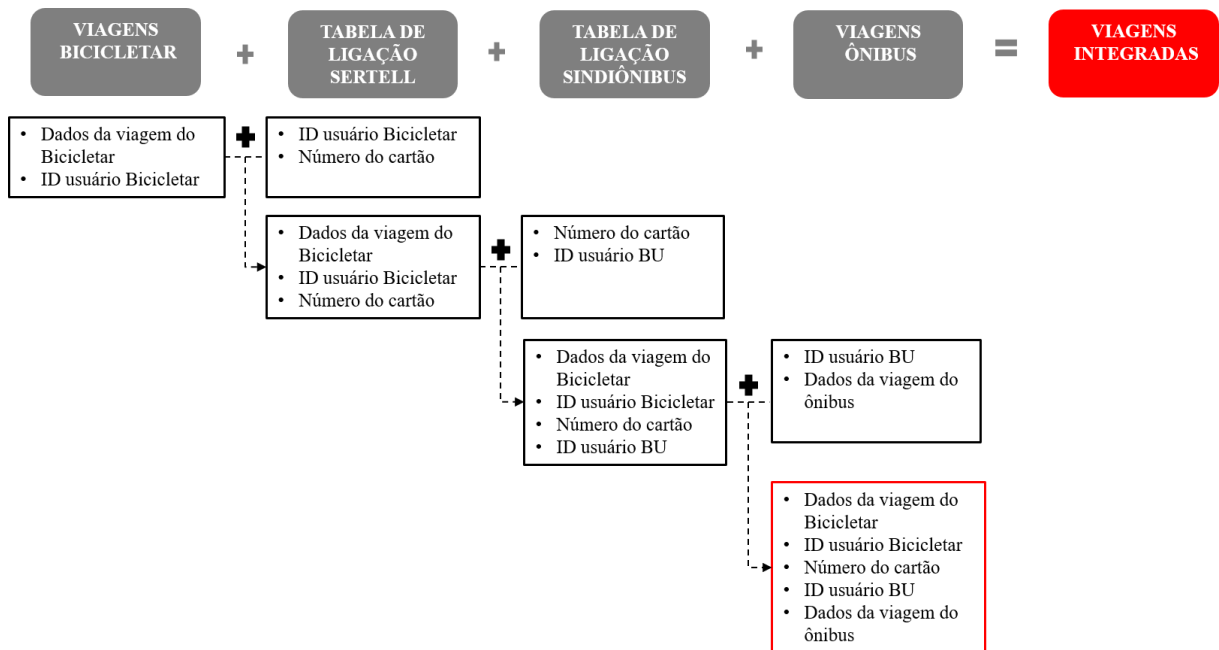 VIAGENS
BICICLETAR
+
TABELA DE
LIGAÇÃO
SERTELL
+
TABELA DE
LIGAÇÃO
SINDIÔNIBUS
+
VIAGENS
ÔNIBUS
=
VIAGENS
INTEGRADAS
• Dados da viagem do
Bicicletar
• ID usuário Bicicletar
+
• ID usuário Bicicletar
• Número do cartão
• Dados da viagem do
Bicicletar
• ID usuário Bicicletar
• Número do cartão
+
• Número do cartão
• ID usuário BU
• Dados da viagem do
Bicicletar
• ID usuário Bicicletar
• Número do cartão
• ID usuário BU
+
• ID usuário BU
• Dados da viagem do
ônibus
• Dados da viagem do
Bicicletar
• ID usuário Bicicletar
• Número do cartão
• ID usuário BU
• Dados da viagem do
ônibus